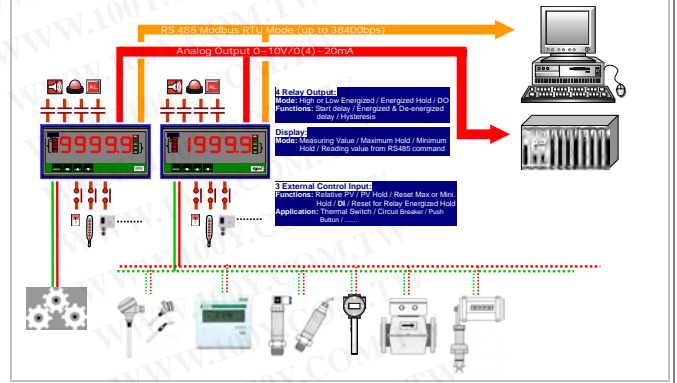 RS 485 Modbus RTU Mode (up to 38400bps)
Analog Output 0~10V/0(4)~20mA
AL
AL
4 Relay Output:
Mode: High or Low Energized / Energized Hold / DO
Functions: Start delay / Energized & De-energized
delay / Hysteresis
19999.9
19999.9
Display:
Mode: Measuring Value / Maximum Hold / Minimum
Hold / Reading value from RS485 command
3 External Control Input:
Functions: Relative PV / PV Hold / Reset Max or Mini.
Hold / DI / Reset for Relay Energized Hold
Application: Thermal Switch / Circuit Breaker / Push
Button / .......
WWW.100Y.COM.TW